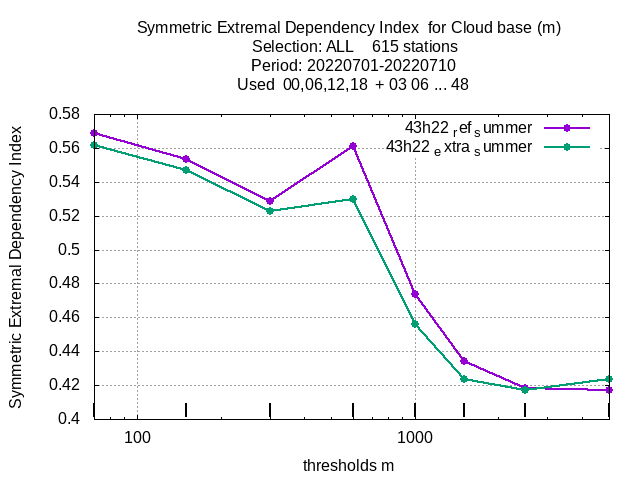 Symmetric Extremal Dependency Index for Cloud base (m)
Selection: ALL 615 stations
Period: 20220701-20220710
Used 00,06,12,18 + 03 06 ... 48
43h22 ref summer
43h22 extra summer
Symmetric Extremal Dependency Index
0.58
0.56
0.54
0.52
0.5
0.48
0.46
0.44
0.42
0.4
100 1000
thresholds m